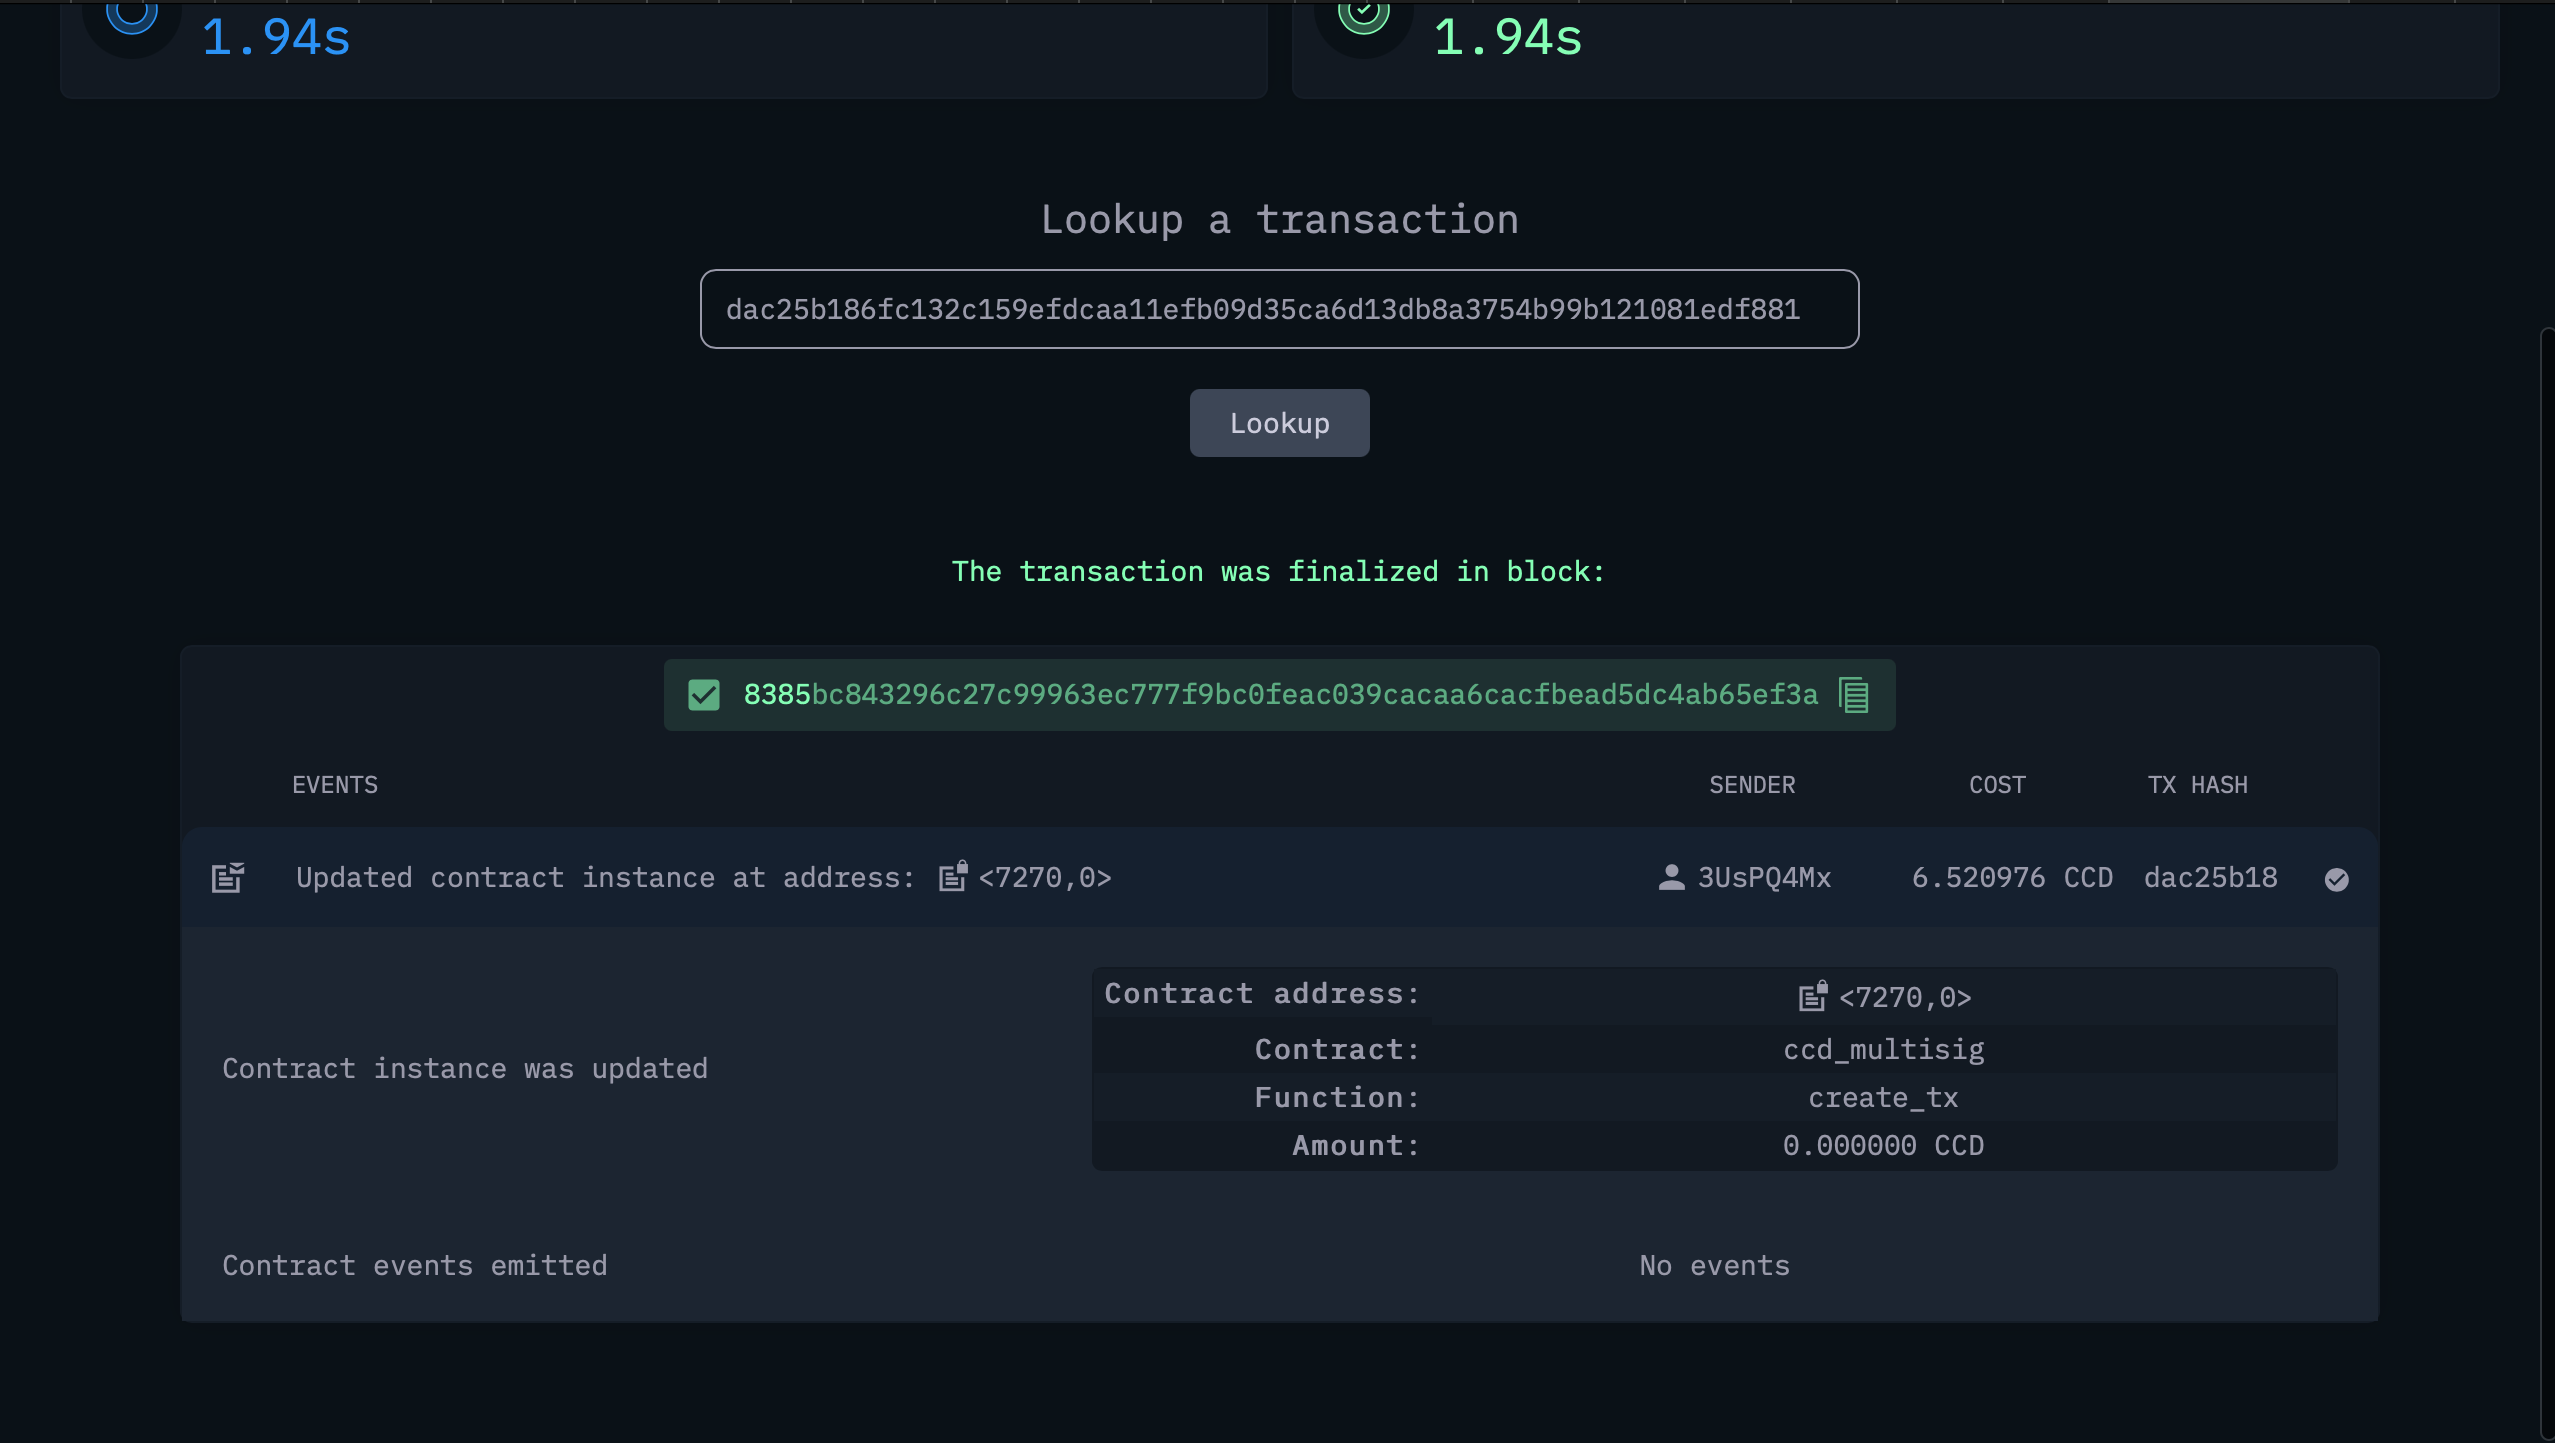 1.94s
1.94s
Lookup a transaction
dac25b186fc132c159efdcaa11efb09d35ca6d13db8a3754b99b121081edf881
Lookup
The transaction was finalized in block:
8385bc843296c27c99963ec777f9bc0feac039cacaa6cacfbead5dc4ab65ef3a
EVENTS SENDER COST TX HASH
Updated contract instance at address: <7270,0> 3UsPQ4Mx 6.520976 CCD dac25b18
Contract address: <7270,0>
Contract: ccd_multisig
Contract instance was updated
Function: create_tx
Amount: 0.000000 CCD
Contract events emitted No events